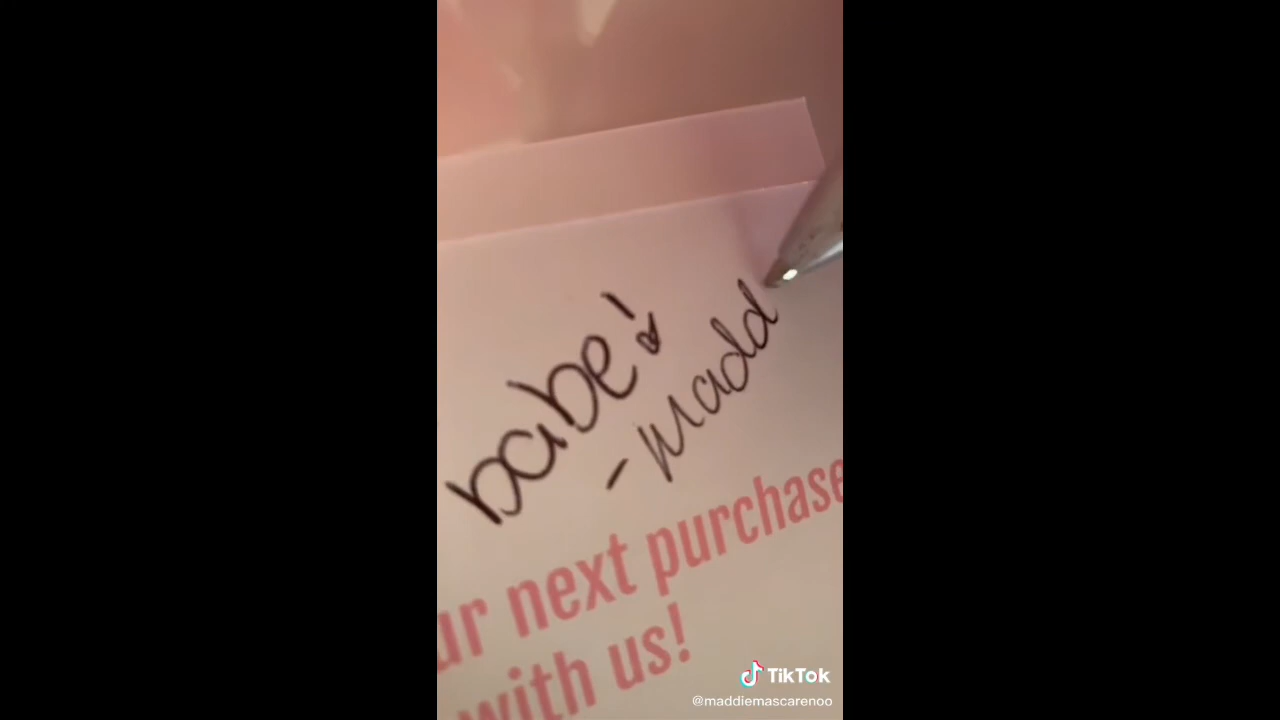 babe!
-Madd
ur next purchase
with us!
TikTok
@maddiemascarenoo